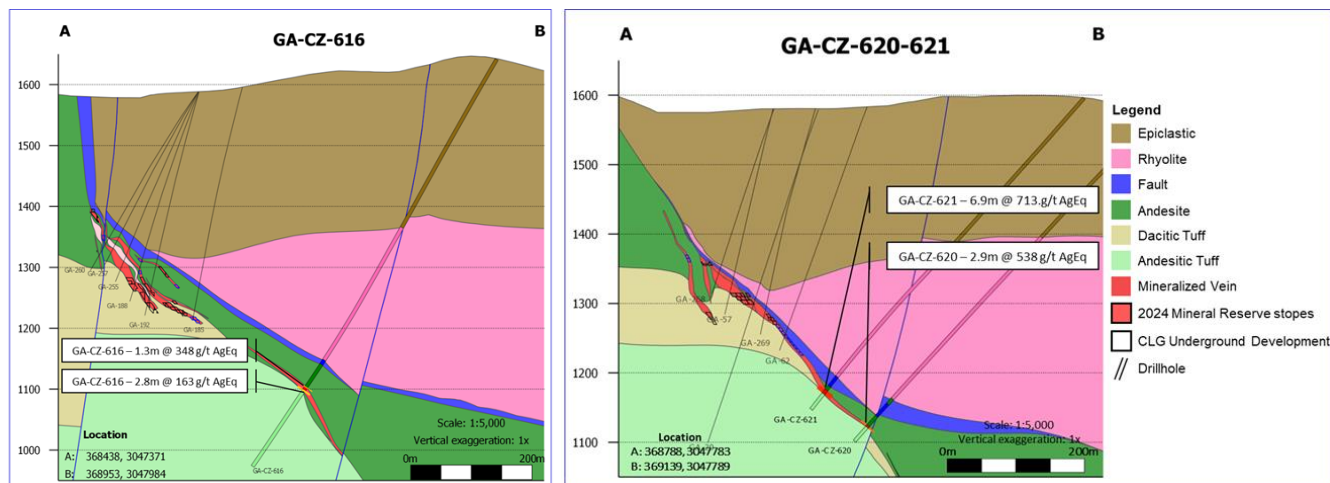 A
GA-CZ-616
B
1600
1500
1400
1300
1200
1100
1000
GA-260
GA-257
GA-255
GA-188
GA-192
GA-185
GA-CZ-616 – 1.3m @ 348 g/t AgEq
GA-CZ-616 – 2.8m @ 163 g/t AgEq
Location
A: 368438, 3047371
B: 368953, 3047984
GA-CZ-616
Scale: 1:5,000
Vertical exaggeration: 1x
0m
200m
A
GA-CZ-620-621
B
1600
1500
1400
1300
1200
1100
GA-CZ-621 – 6.9m @ 713.g/t AgEq
GA-CZ-620 – 2.9m @ 538 g/t AgEq
GA-57
GA-269
GA-62
GA-CZ-621
GA-CZ-620
Location
A: 368788, 3047783
B: 369139, 3047789
Scale: 1:5,000
Vertical exaggeration: 1x
0m
200m
Legend
Epiclastic
Rhyolite
Fault
Andesite
Dacitic Tuff
Andesitic Tuff
Mineralized Vein
2024 Mineral Reserve stopes
CLG Underground Development
Drillhole